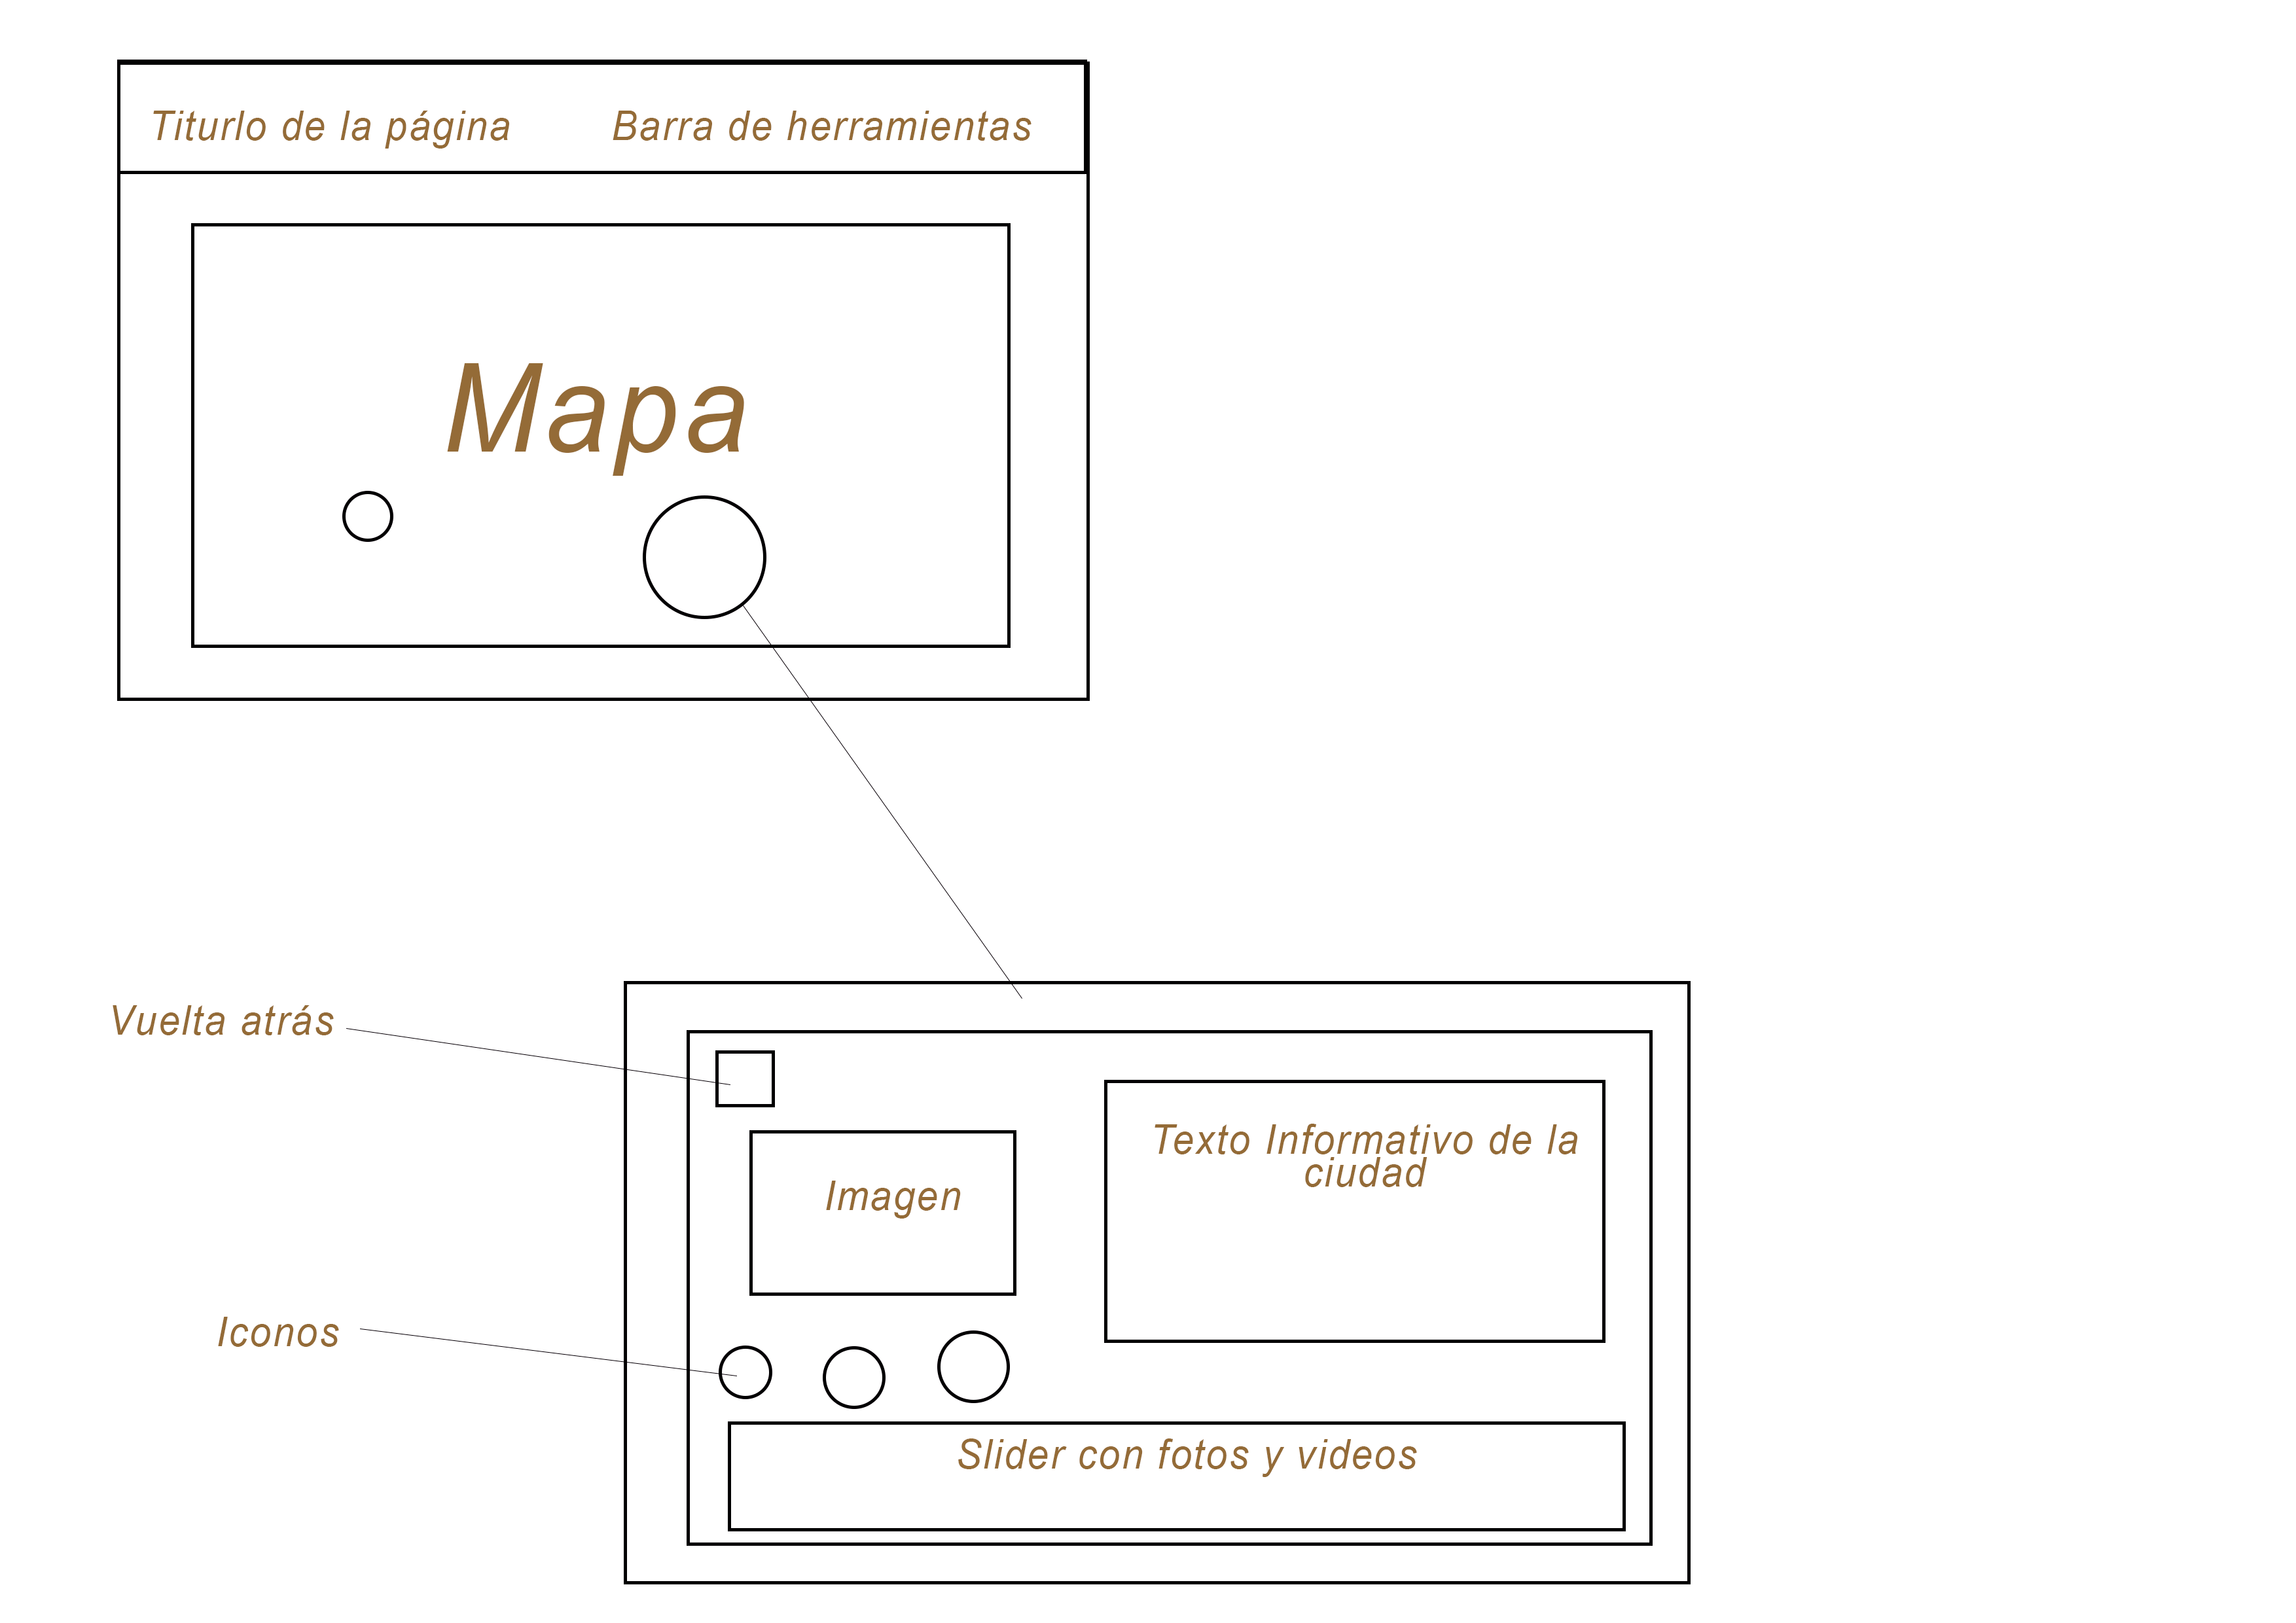 Titurlo de la página
Barra de herramientas
Mapa
Vuelta atrás
Texto Informativo de la
ciudad
Imagen
Iconos
Slider con fotos y videos